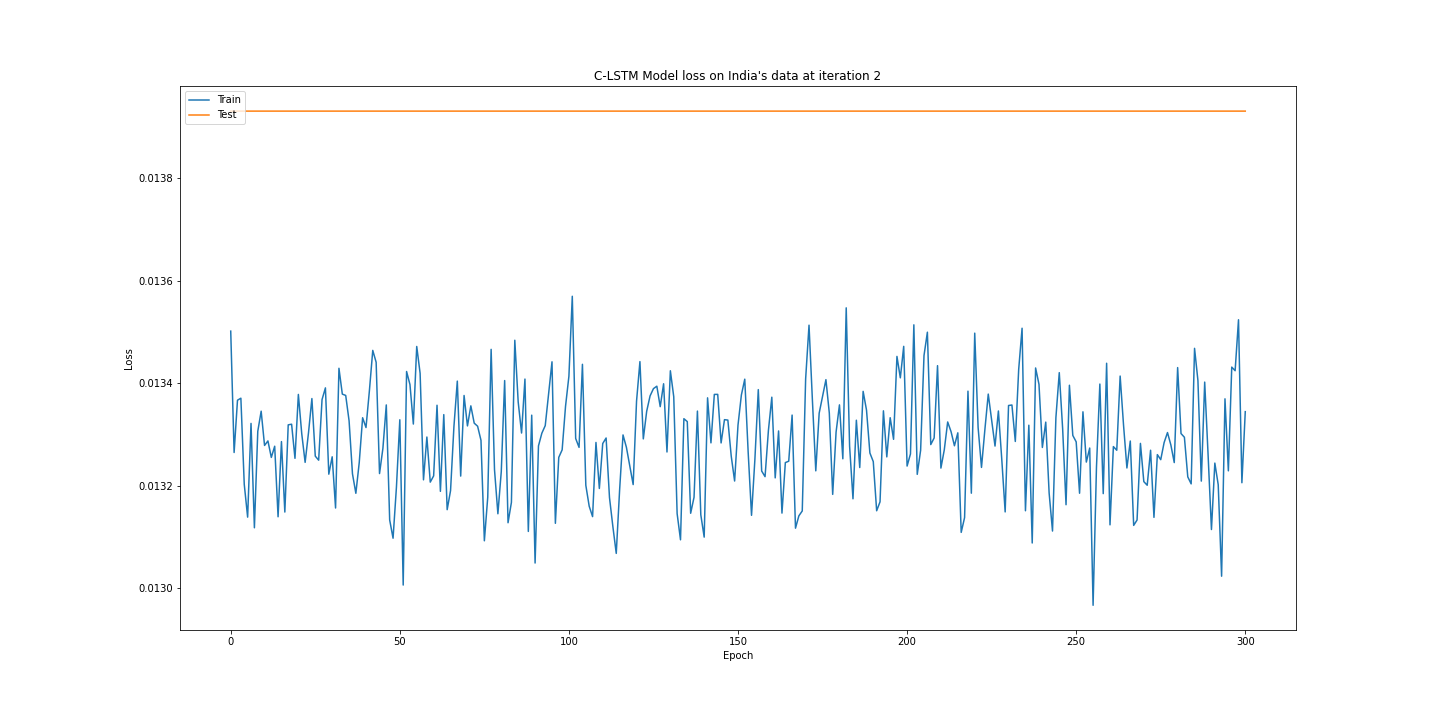 C-LSTM Model loss on India's data at iteration 2
Train
Test
0.0138
0.0136
0.0134
0.0132
0.0130
Loss
0 50 100 150 200 250 300
Epoch